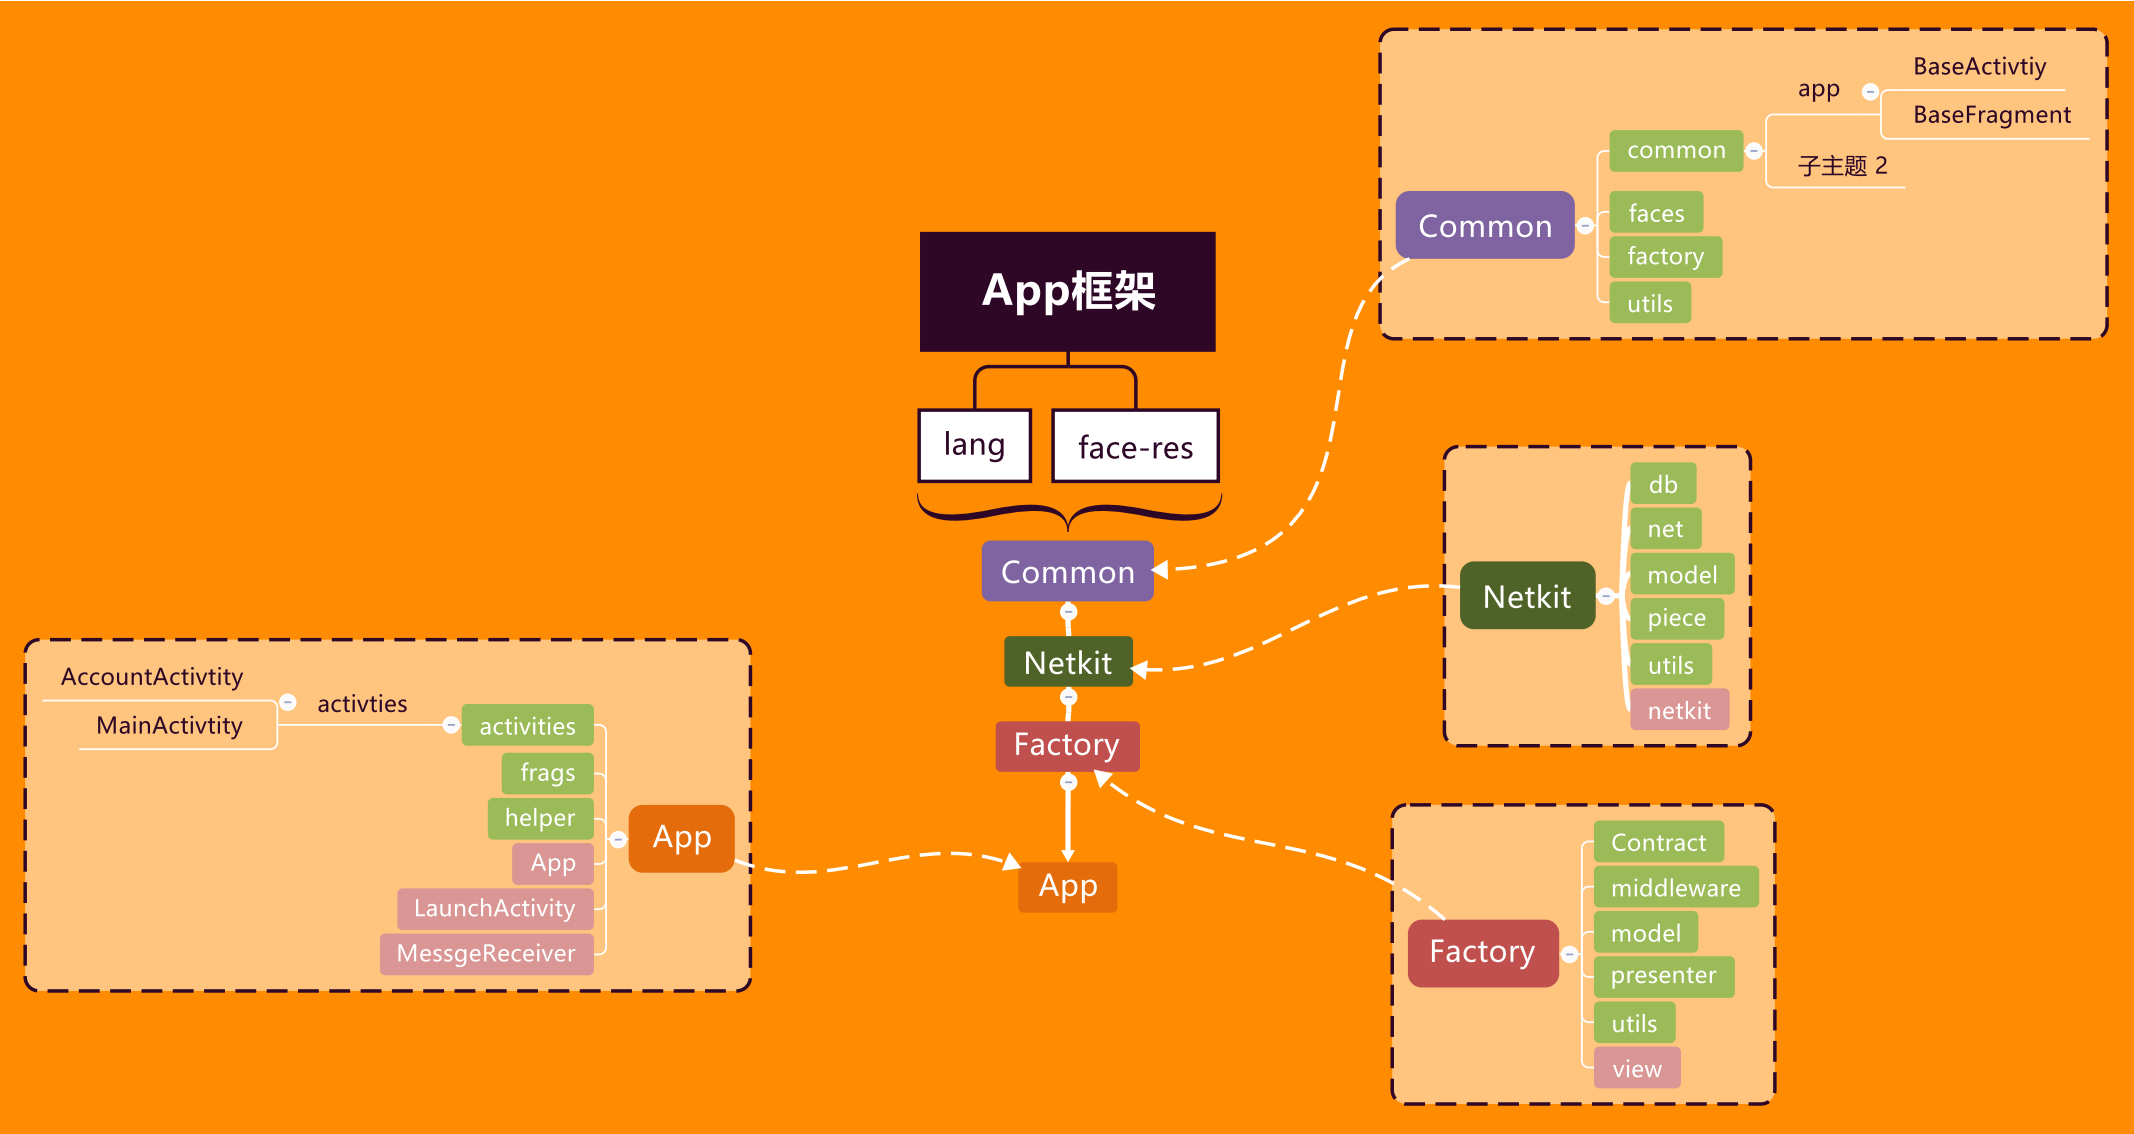 App框架
lang
face-res
Common
Netkit
Factory
App
Common
common
app
BaseActivtiy
BaseFragment
子主题 2
faces
factory
utils
Netkit
db
net
model
piece
utils
netkit
Factory
Contract
middleware
model
presenter
utils
view
App
activities
activties
AccountActivtity
MainActivtity
frags
helper
App
LaunchActivity
MessgeReceiver